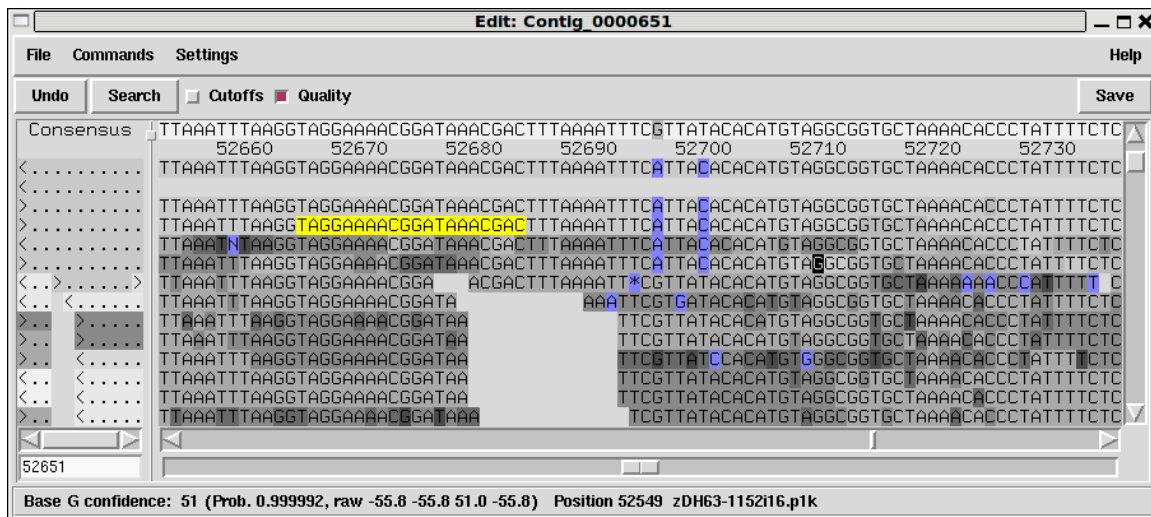 Edit: Contig_0000651
File Commands Settings Help
Undo Search Cutoffs Quality Save
Consensus TTAAATTTAAGGTAGGAAAACGGATAAACGACTTTAAAATTTCGTTATACACATGTAGGCGGTGCTAAAACACCCTATTTTCTC
52660 52670 52680 52690 52700 52710 52720 52730
<.......... TTAAATTTAAGGTAGGAAAACGGATAAACGACTTTAAAATTTCATTACACACATGTAGGCGGTGCTAAAACACCCTATTTTCTC
<..........
>.......... TTAAATTTAAGGTAGGAAAACGGATAAACGACTTTAAAATTTCATTACACACATGTAGGCGGTGCTAAAACACCCTATTTTCTC
>.......... TTAAATTTAAGGTAGGAAAACGGATAAACGACTTTAAAATTTCATTACACACATGTAGGCGGTGCTAAAACACCCTATTTTCTC
<.......... TTAAATNTAAGGTAGGAAAACGGATAAACGACTTTAAAATTTCATTACACACATGTAGGCGGTGCTAAAACACCCTATTTTCTC
>.......... TTAAATTTAAGGTAGGAAAACGGATAAACGACTTTAAAATTTCATTACACACATGTAGGCGGTGCTAAAACACCCTATTTTCTC
<..>......> TTAAATTTAAGGTAGGAAAACGGA ACGACTTTAAAATT*CGTTATACACATGTAGGCGGTGCTAAAAAAACCCATTTTT C
<.. <...... TTAAATTTAAGGTAGGAAAACGGATA AAATTCGTGATACACATGTAGGCGGTGCTAAAACACCCTATTTTCTC
>.. >..... TTAAATTTAAGGTAGGAAAACGGATAA TTCGTTATACACATGTAGGCGGTGCTAAAACACCCTATTTTCTC
>.. >..... TTAAATTTAAGGTAGGAAAACGGATAA TTCGTTATACACATGTAGGCGGTGCTAAAACACCCTATTTTCTC
>.. <..... TTAAATTTAAGGTAGGAAAACGGATAA TTCGTTATCCACATGTGGGCGGTGCTAAAACACCCTATTTTCTC
<.. <..... TTAAATTTAAGGTAGGAAAACGGATAA TTCGTTATACACATGTAGGCGGTGCTAAAACACCCTATTTTCTC
<.. <..... TTAAATTTAAGGTAGGAAAACGGATAA TTCGTTATACACATGTAGGCGGTGCTAAAACACCCTATTTTCTC
>.. <..... TTAAATTTAAGGTAGGAAAACGGATAAA TCGTTATACACATGTAGGCGGTGCTAAAACACCCTATTTTCTC
52651
Base G confidence: 51 (Prob. 0.999992, raw -55.8 -55.8 51.0 -55.8) Position 52549 zDH63-1152i16.p1k